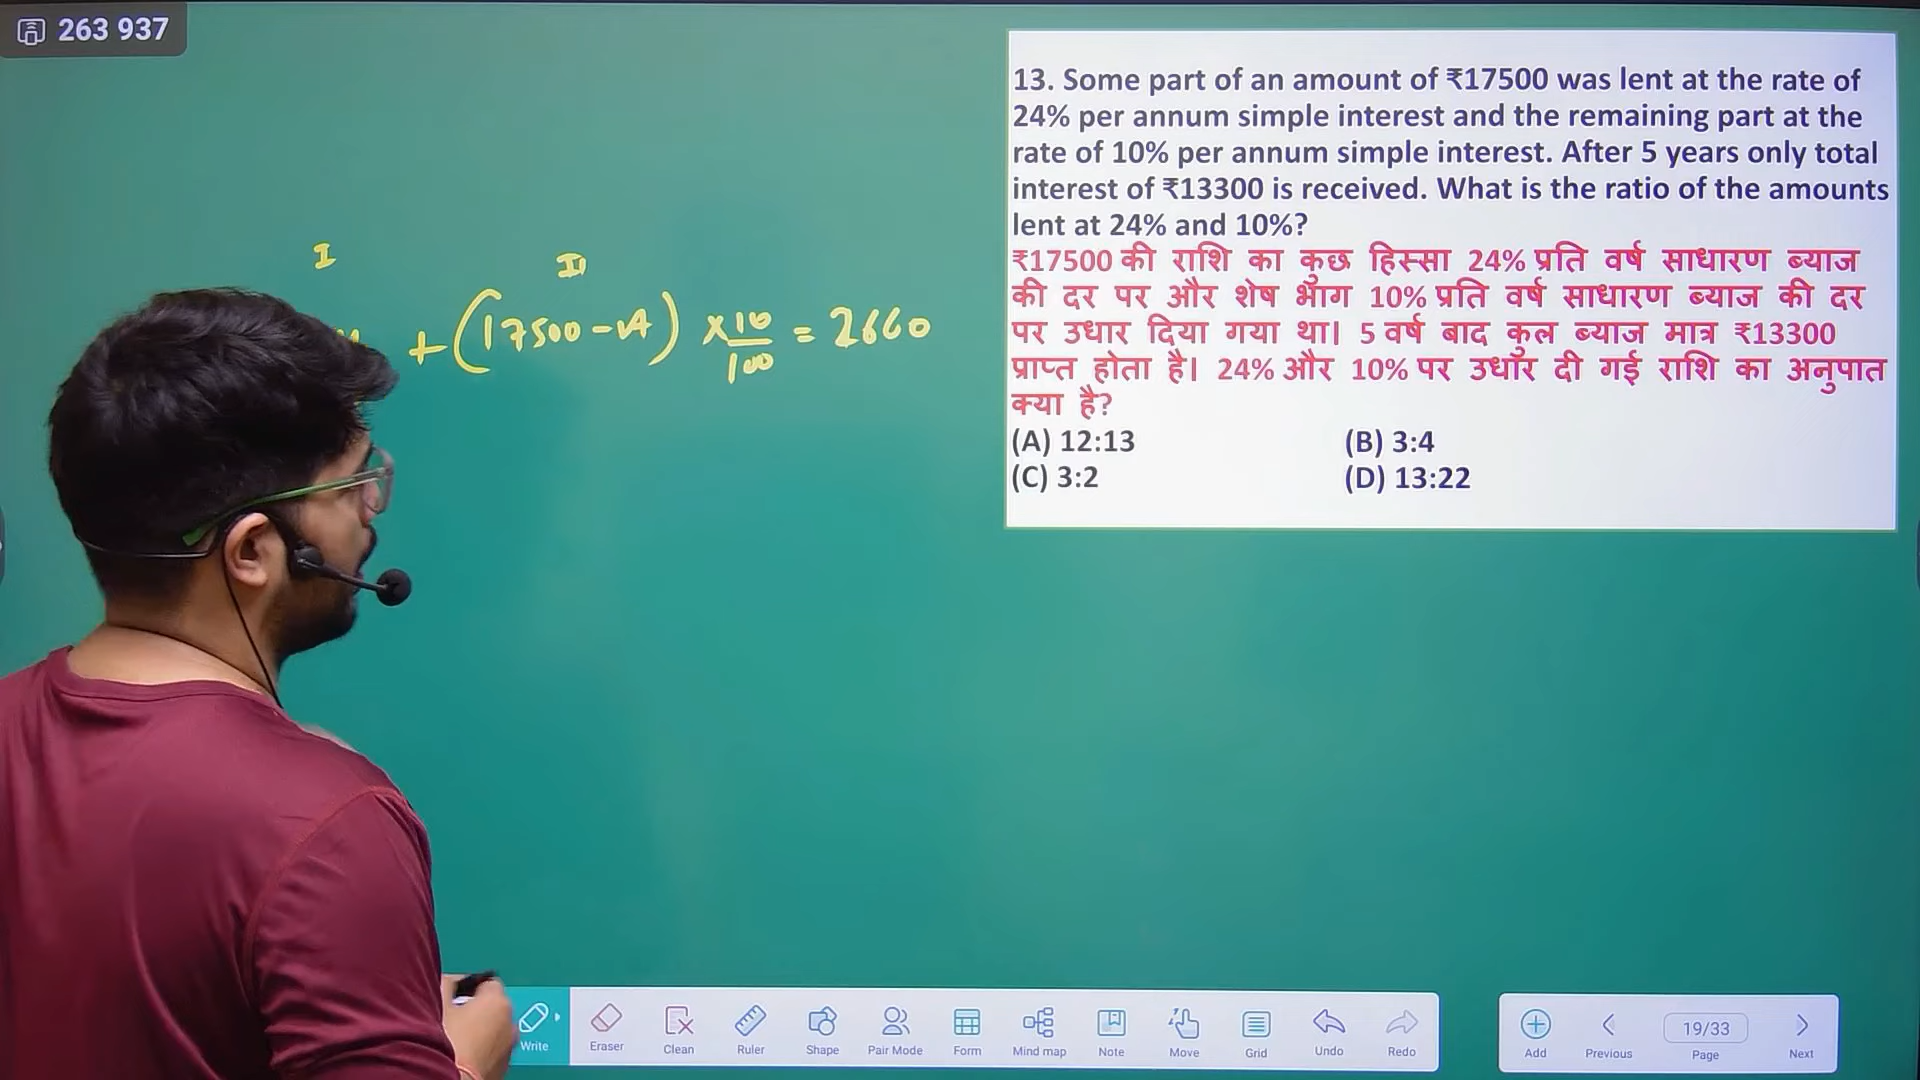 263 937
13. Some part of an amount of ₹17500 was lent at the rate of
24% per annum simple interest and the remaining part at the
rate of 10% per annum simple interest. After 5 years only total
interest of ₹13300 is received. What is the ratio of the amounts
lent at 24% and 10%?
₹17500 की राशि का कुछ हिस्सा 24% प्रति वर्ष साधारण ब्याज
की दर पर और शेष भाग 10% प्रति वर्ष साधारण ब्याज की दर
पर उधार दिया गया था। 5 वर्ष बाद कुल ब्याज मात्र ₹13300
प्राप्त होता है। 24% और 10% पर उधार दी गई राशि का अनुपात
क्या है?
(A) 12:13 (B) 3:4
(C) 3:2 (D) 13:22
I II
+ (17500-A) × 10/100 = 2660
Write Eraser Clean Ruler Shape Pair Mode Form Mind map Note Move Grid Undo Redo
Add Previous 19/33 Page Next